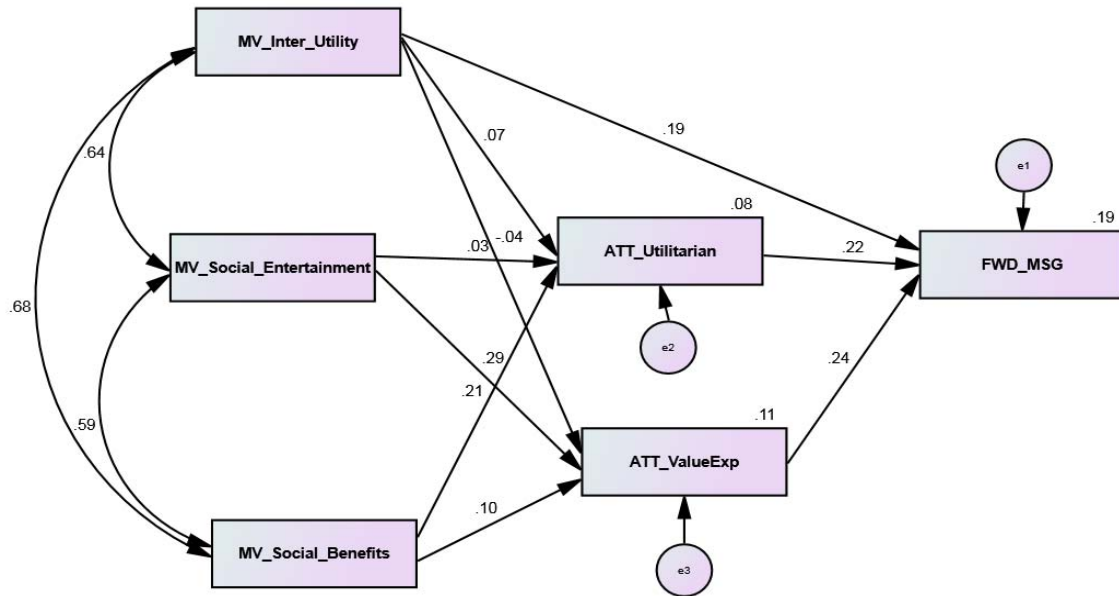 MV_Inter_Utility
.19
.07
.64
e1
.08
.19
MV_Social_Entertainment
.03
-.04
ATT_Utilitarian
.22
FWD_MSG
.68
e2
.29
.21
.24
.59
.11
ATT_ValueExp
.10
MV_Social_Benefits
e3